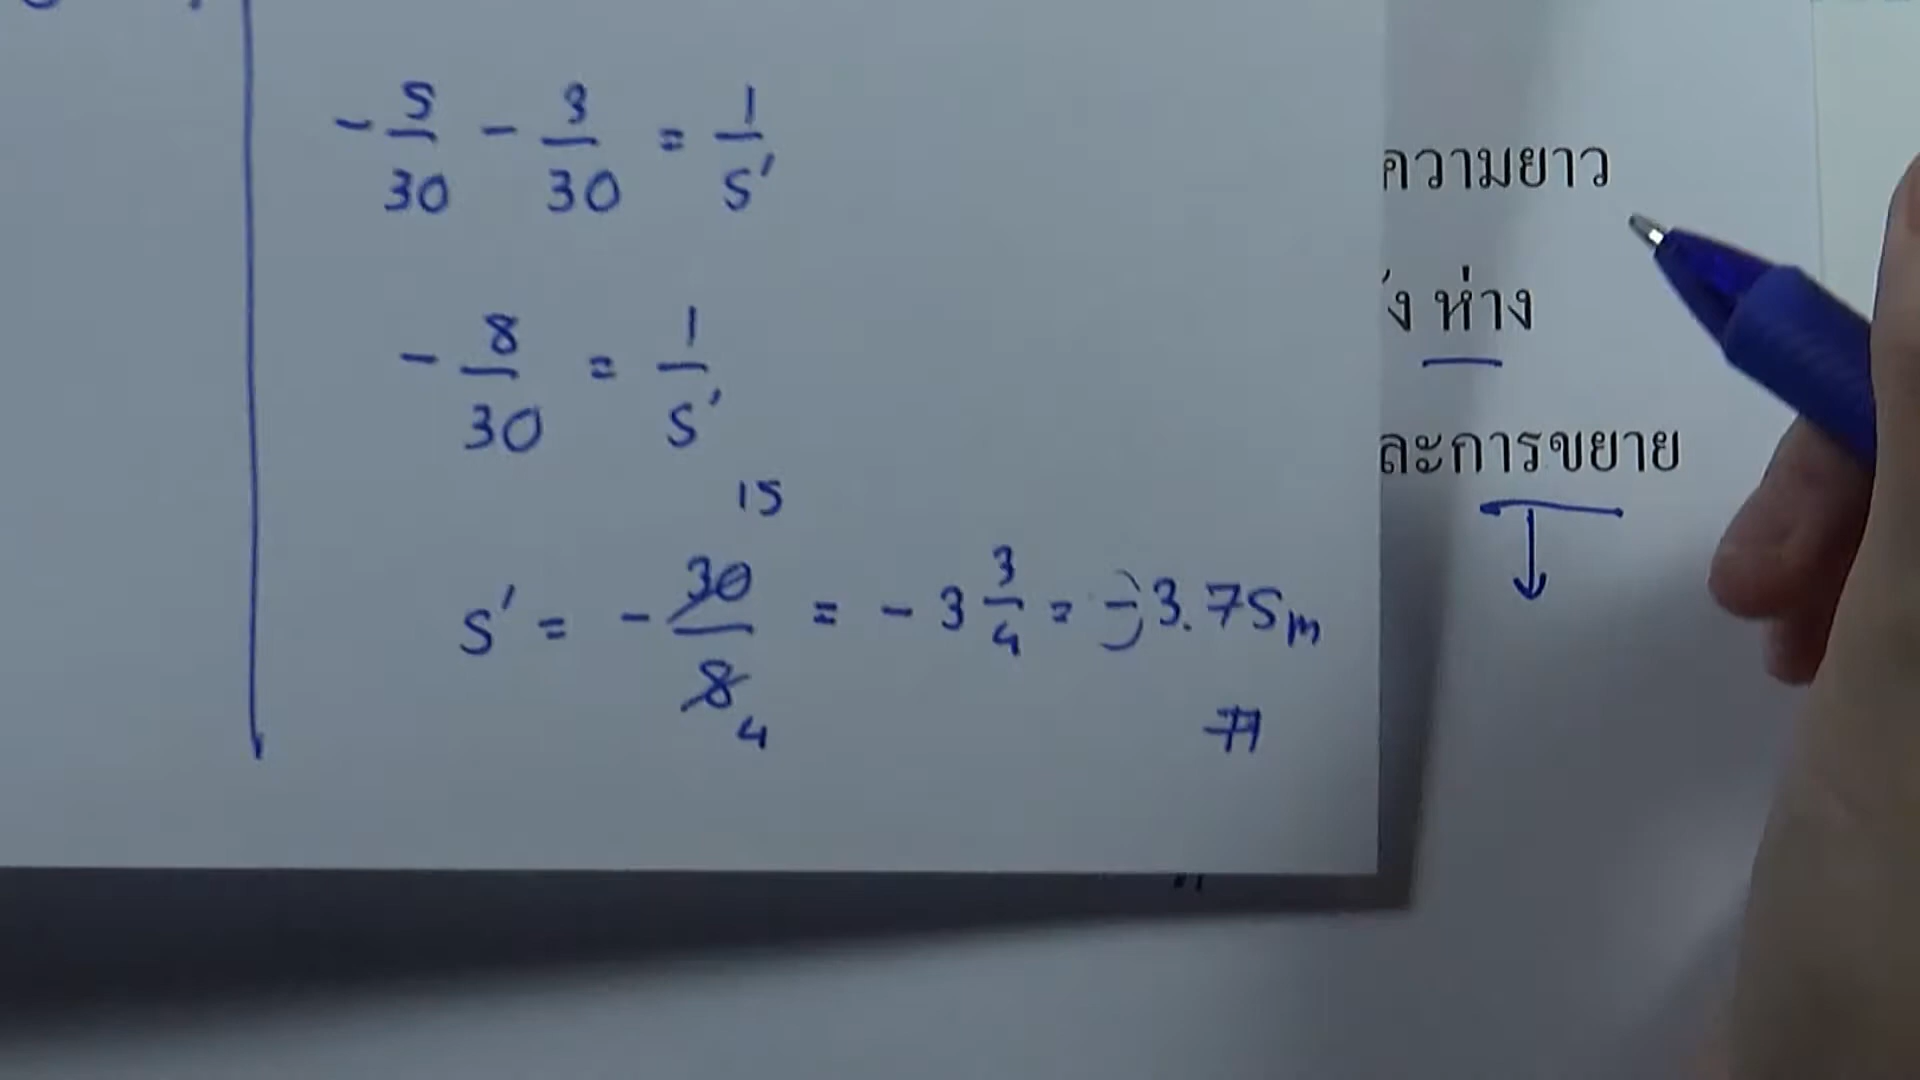 -5/30 - 3/30 = 1/s'
-8/30 = 1/s'
15
s' = -30/8 = -3 3/4 = -3.75 m
4
ความยาว
ห่าง
ละการขยาย